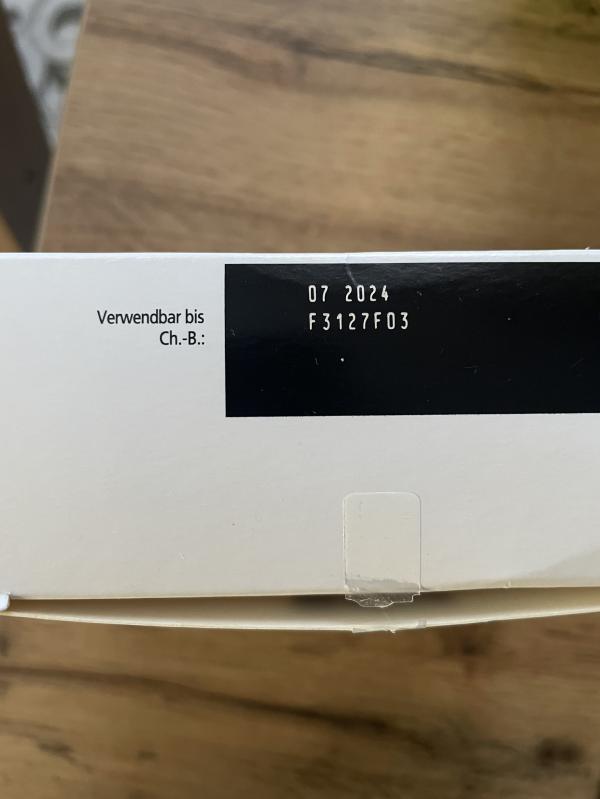 Verwendbar bis
Ch.-B.:
07 2024
F3127F03